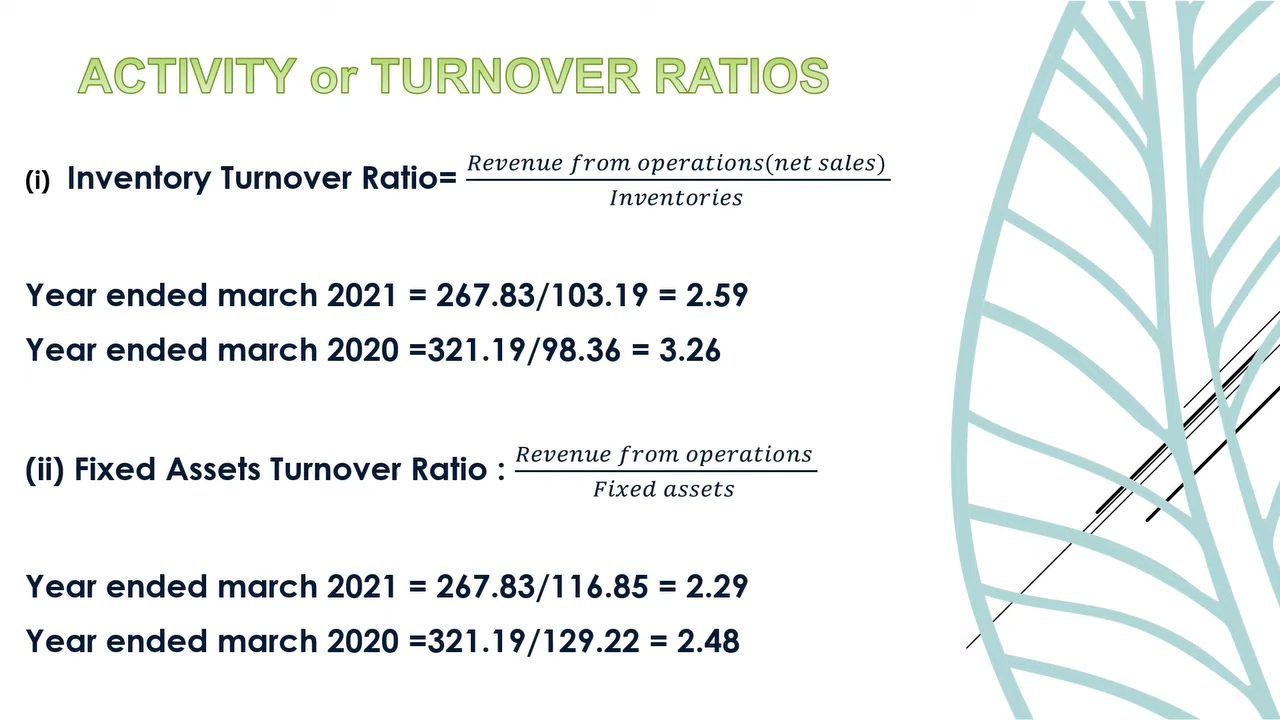 ACTIVITY or TURNOVER RATIOS
(i) Inventory Turnover Ratio= Revenue from operations(net sales)
Inventories
Year ended march 2021 = 267.83/103.19 = 2.59
Year ended march 2020 =321.19/98.36 = 3.26
(ii) Fixed Assets Turnover Ratio : Revenue from operations
Fixed assets
Year ended march 2021 = 267.83/116.85 = 2.29
Year ended march 2020 =321.19/129.22 = 2.48